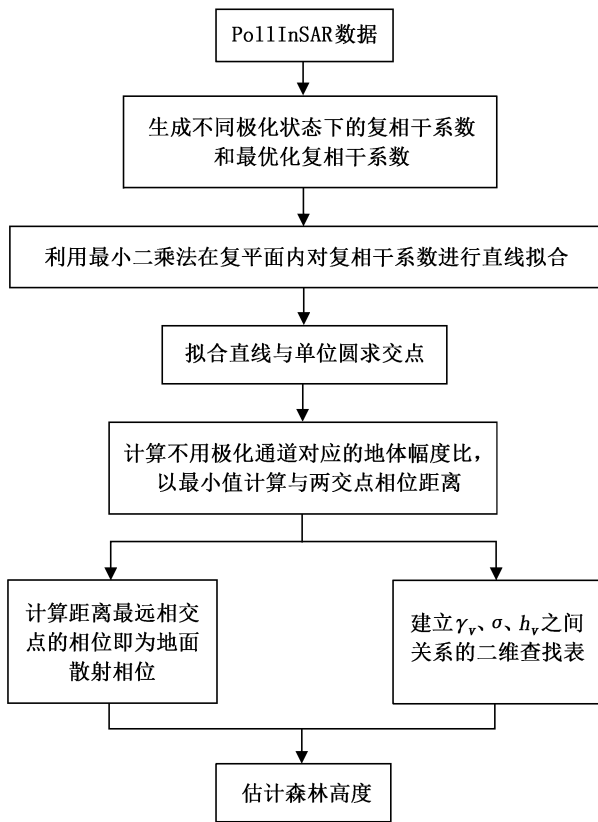 PollInSAR数据
生成不同极化状态下的复相干系数
和最优化复相干系数
利用最小二乘法在复平面内对复相干系数进行直线拟合
拟合直线与单位圆求交点
计算不用极化通道对应的地体幅度比，
以最小值计算与两交点相位距离
计算距离最远相交
点的相位即为地面
散射相位
建立γv、σ、hv之间
关系的二维查找表
估计森林高度